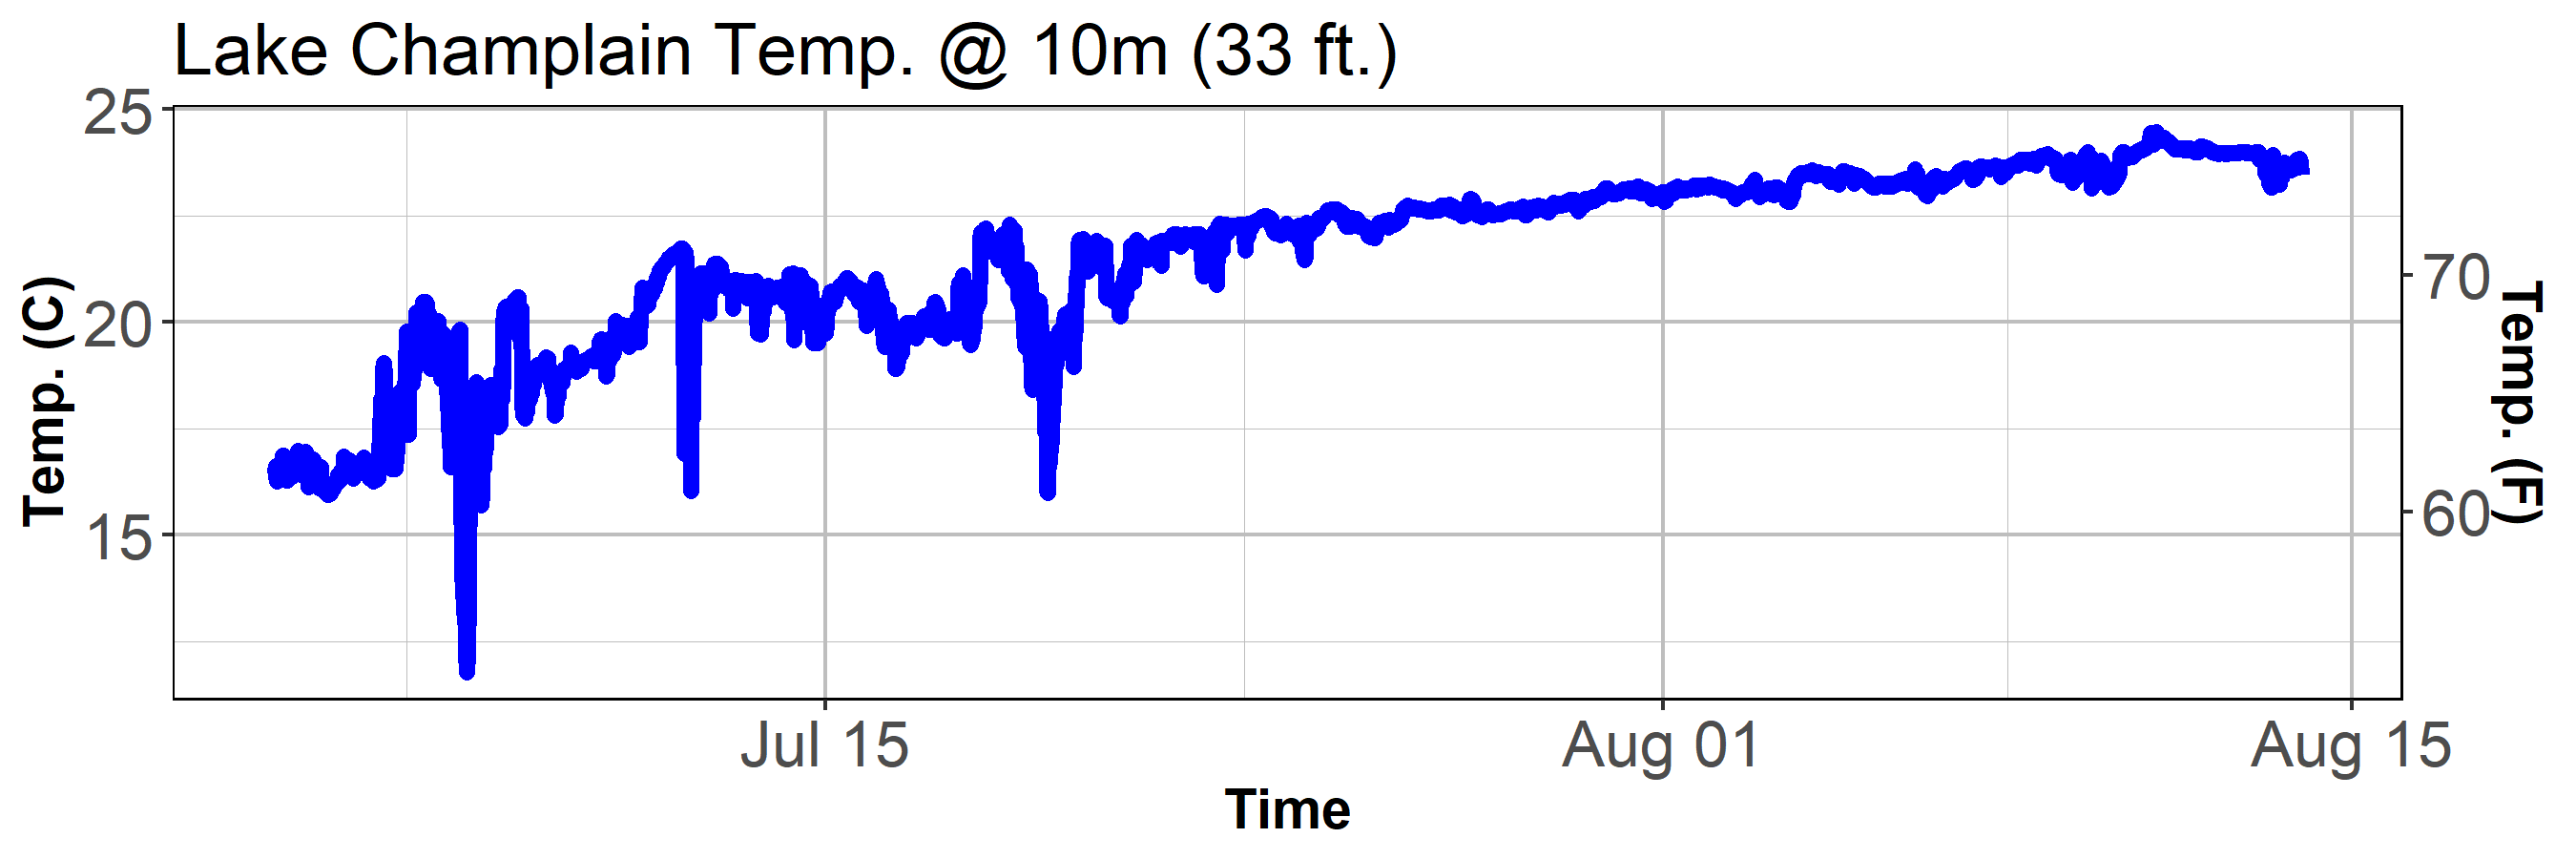 Lake Champlain Temp. @ 10m (33 ft.)
25
20
15
Temp. (C)
70
60
Temp. (F)
Jul 15
Aug 01
Aug 15
Time